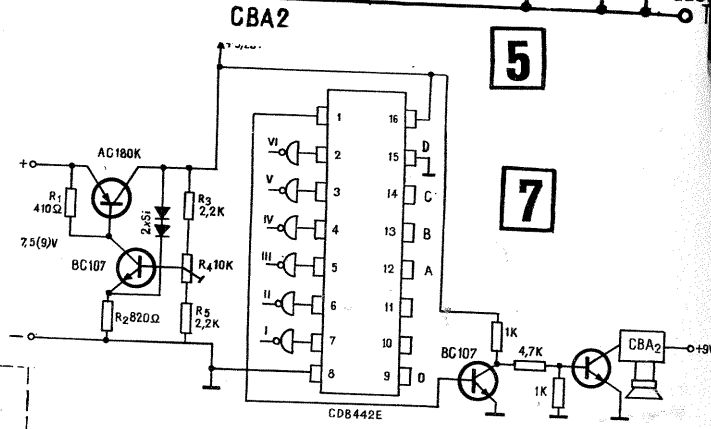 CBA2
5
7
AC180K
+
R1
410Ω
7,5(9)V
BC107
2xSi
R3
2,2K
R4 10K
R5
2,2K
R2 820Ω
—
VI
V
IV
III
II
I
1
2
3
4
5
6
7
8
16
15
14
13
12
11
10
9
D
C
B
A
0
CDB442E
BC107
1K
4,7K
1K
CBA2
+9V